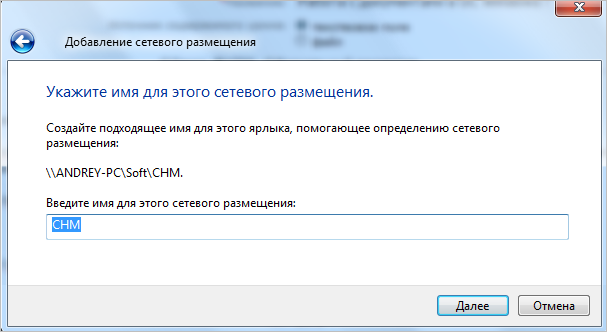 Добавление сетевого размещения
Укажите имя для этого сетевого размещения.
Создайте подходящее имя для этого ярлыка, помогающее определению сетевого
размещения:
\\ANDREY-PC\Soft\CHM.
Введите имя для этого сетевого размещения:
CHM
Далее
Отмена